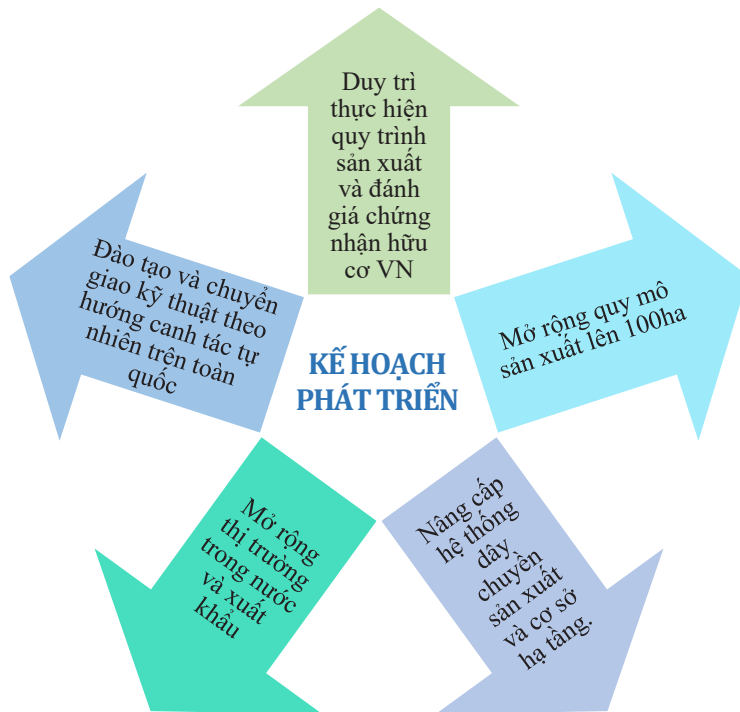 Duy trì
thực hiện
quy trình
sản xuất
và đánh
giá chứng
nhận hữu
cơ VN
Mở rộng quy mô
sản xuất lên 100ha
Nâng cấp
hệ thống
dây
chuyền
sản xuất
và cơ sở
hạ tầng.
Mở rộng
thị trường
trong nước
và xuất
khẩu
Đào tạo và chuyển
giao kỹ thuật theo
hướng canh tác tự
nhiên trên toàn
quốc
KẾ HOẠCH
PHÁT TRIỂN